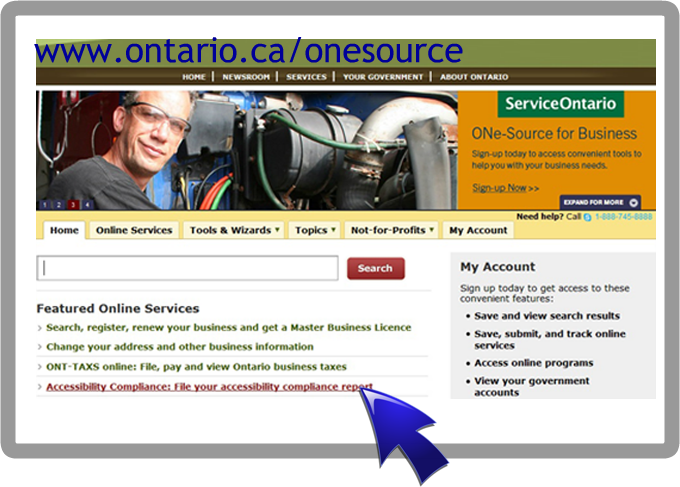 www.ontario.ca/onesource
HOME | NEWSROOM | SERVICES | YOUR GOVERNMENT | ABOUT ONTARIO
ServiceOntario
ONe-Source for Business
Sign-up today to access convenient tools to
help you with your business needs.
Sign-up Now >>
1 2 3 4
EXPAND FOR MORE
Need help? Call 1-888-745-8888
Home Online Services Tools & Wizards Topics Not-for-Profits My Account
Search
My Account
Sign up today to get access to these
convenient features:
• Save and view search results
• Save, submit, and track online
services
• Access online programs
• View your government
accounts
Featured Online Services
› Search, register, renew your business and get a Master Business Licence
› Change your address and other business information
› ONT-TAXS online: File, pay and view Ontario business taxes
› Accessibility Compliance: File your accessibility compliance report